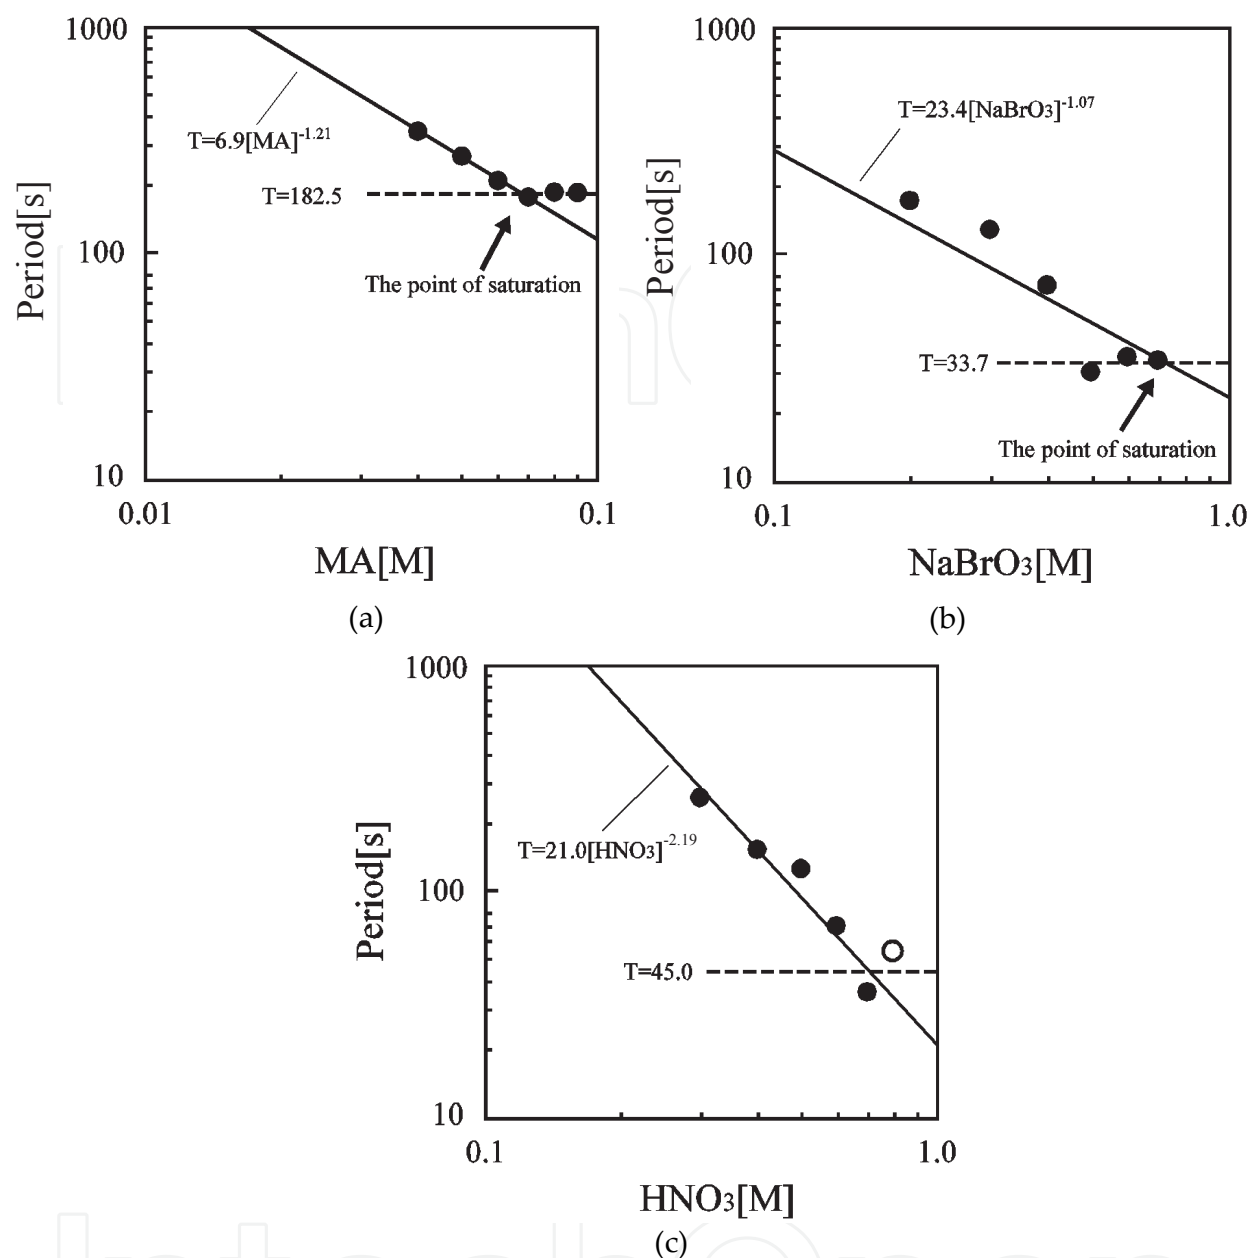 1000
T=6.9[MA]^-1.21
T=182.5
100
The point of saturation
10
0.01
0.1
Period[s]
MA[M]
(a)
1000
T=23.4[NaBrO3]^-1.07
100
T=33.7
The point of saturation
10
0.1
1.0
Period[s]
NaBrO3[M]
(b)
1000
T=21.0[HNO3]^-2.19
100
T=45.0
10
0.1
1.0
Period[s]
HNO3[M]
(c)